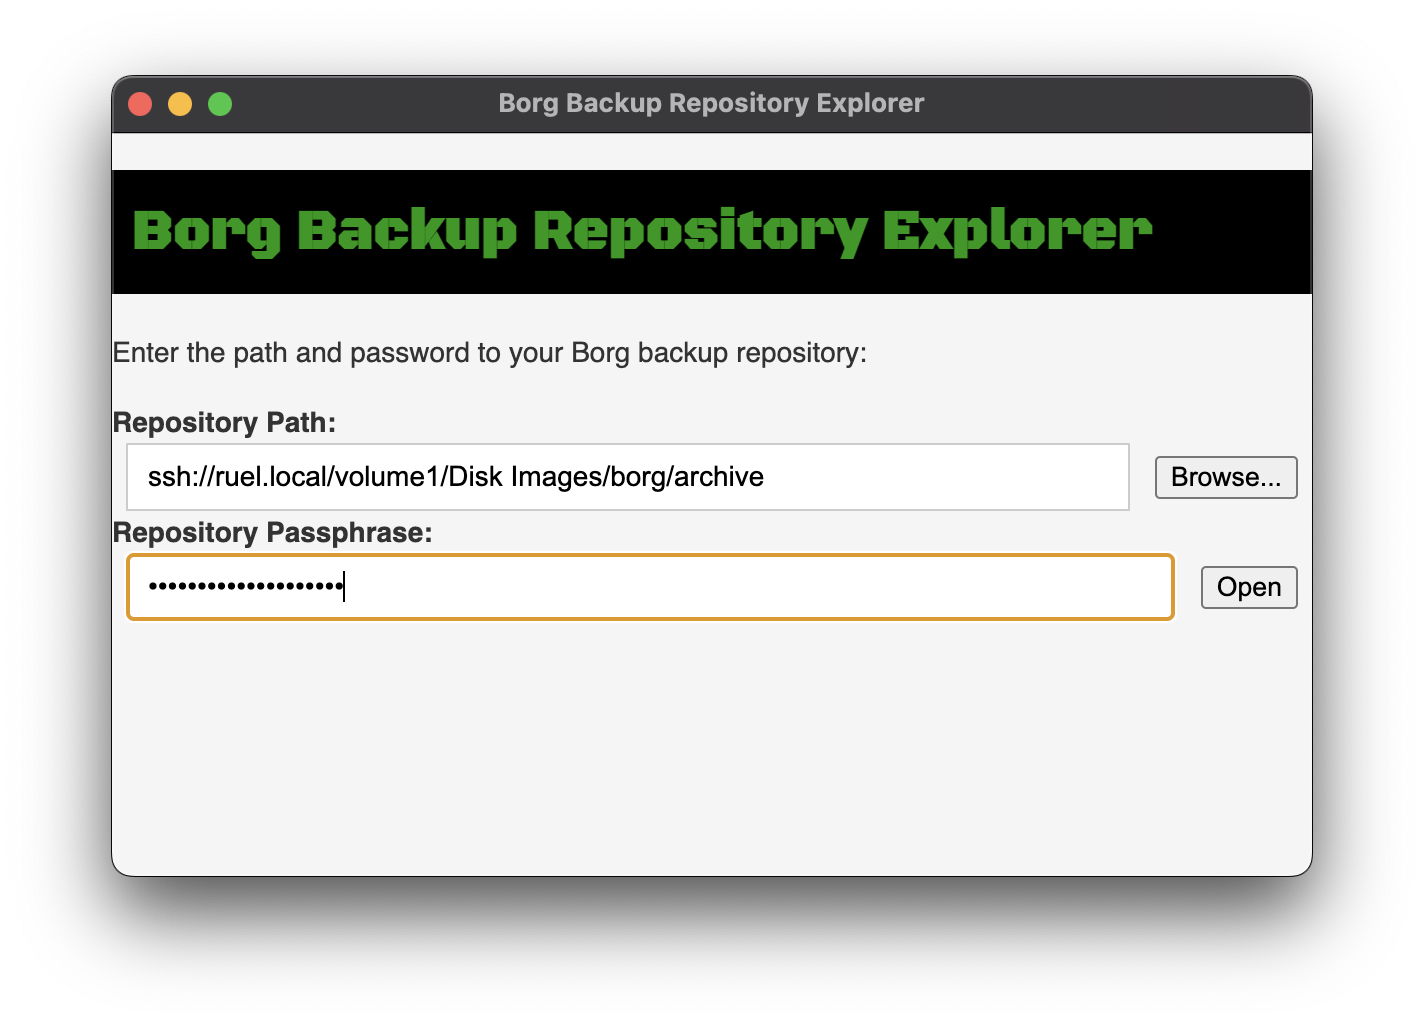 Borg Backup Repository Explorer
Borg Backup Repository Explorer
Enter the path and password to your Borg backup repository:
Repository Path:
ssh://ruel.local/volume1/Disk Images/borg/archive
Browse...
Repository Passphrase:
••••••••••••••••••••
Open